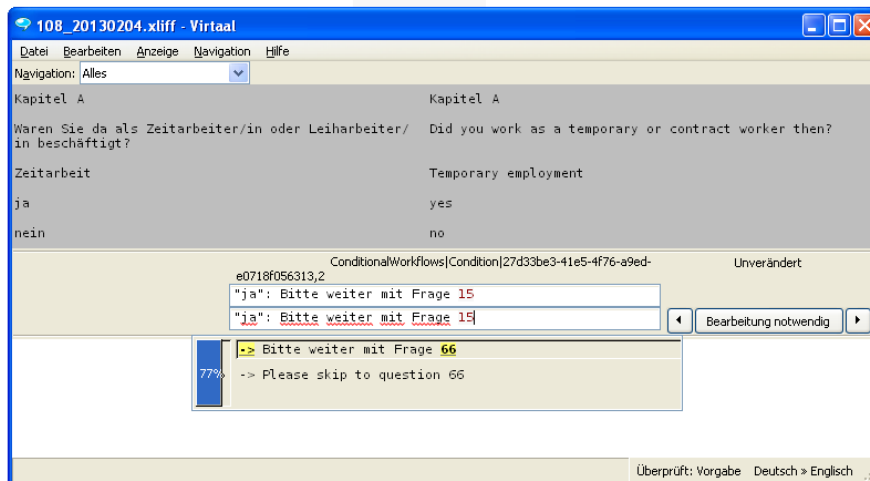 108_20130204.xliff - Virtaal
Datei Bearbeiten Anzeige Navigation Hilfe
Navigation: Alles
Kapitel A Kapitel A
Waren Sie da als Zeitarbeiter/in oder Leiharbeiter/ Did you work as a temporary or contract worker then?
in beschäftigt?
Zeitarbeit Temporary employment
ja yes
nein no
ConditionalWorkflows|Condition|27d33be3-41e5-4f76-a9ed- Unverändert
e0718f056313,2
"ja": Bitte weiter mit Frage 15
"ja": Bitte weiter mit Frage 15 Bearbeitung notwendig
-> Bitte weiter mit Frage 66
77% -> Please skip to question 66
Überprüft: Vorgabe Deutsch » Englisch